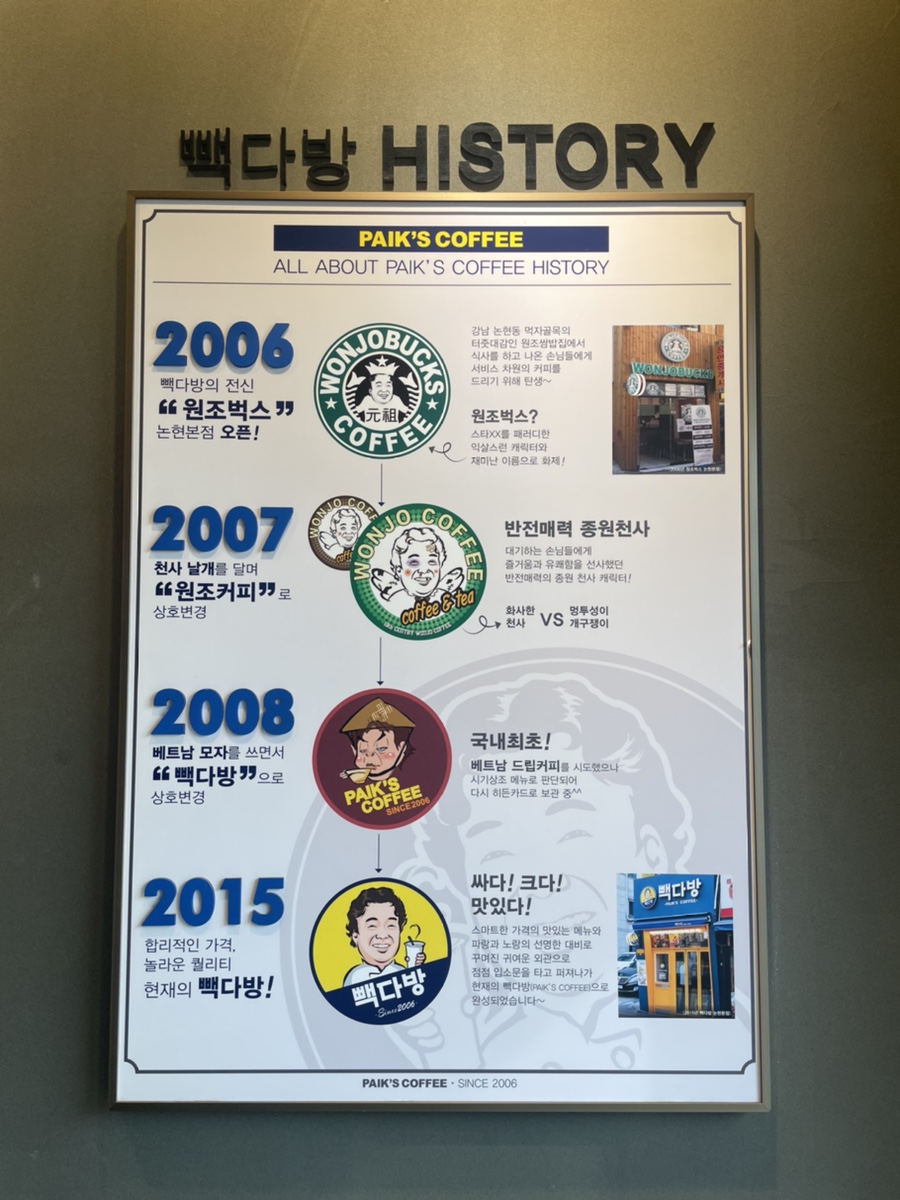 빽다방 HISTORY
PAIK'S COFFEE
ALL ABOUT PAIK'S COFFEE HISTORY
2006
빽다방의 전신
“원조벅스”
논현본점 오픈!
WONJOBUCKS
元祖
COFFEE
강남 논현동 먹자골목의
터줏대감인 원조쌈밥집에서
식사를 하고 나온 손님들에게
서비스 차원의 커피를
드리기 위해 탄생~
원조벅스?
스타XX를 패러디한
익살스런 캐릭터와
재미난 이름으로 화제!
WONJOBUCKS
2007
천사 날개를 달며
“원조커피”로
상호변경
WONJO COFF
coffe
WONJO COFFEE
coffee & tea
반전매력 종원천사
대기하는 손님들에게
즐거움과 유쾌함을 선사했던
반전매력의 종원 천사 캐릭터!
화사한
천사
VS
멍투성이
개구쟁이
2008
베트남 모자를 쓰면서
“빽다방”으로
상호변경
PAIK'S
COFFEE
SINCE2006
국내최초!
베트남 드립커피를 시도했으나
시기상조 메뉴로 판단되어
다시 히든카드로 보관 중^^
2015
합리적인 가격,
놀라운 퀄리티
현재의 빽다방!
빽다방
-Since2006-
싸다! 크다!
맛있다!
스마트한 가격의 맛있는 메뉴와
파랑과 노랑의 선명한 대비로
꾸며진 귀여운 외관으로
점점 입소문을 타고 퍼져나가
현재의 빽다방(PAIK'S COFFEE)으로
완성되었습니다~
빽다방
PAIK'S COFFEE
PAIK'S COFFEE · SINCE 2006